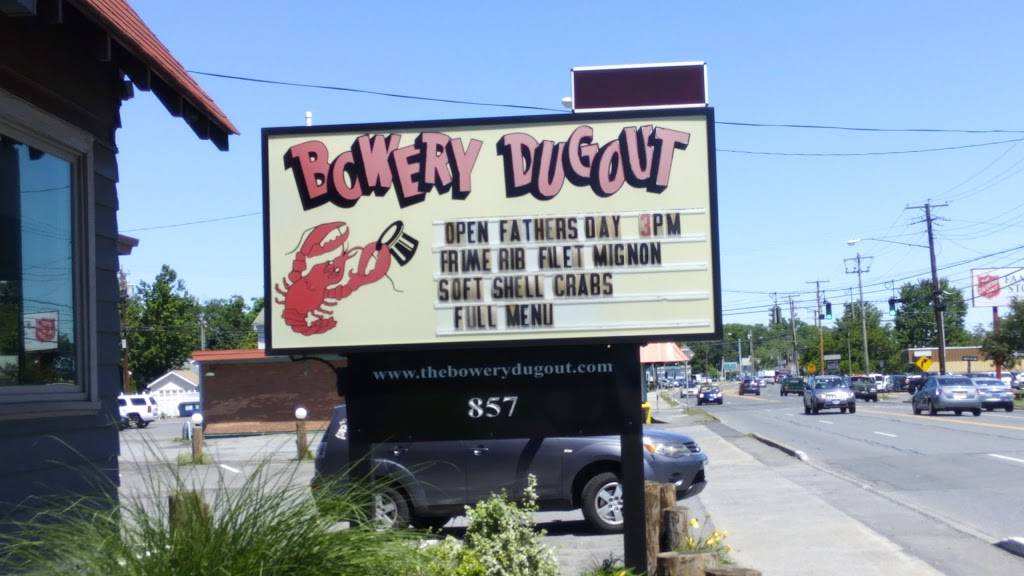 BOWERY DUGOUT
OPEN FATHERS DAY 3PM
FRIME RIB FILET MIGNON
SOFT SHELL CRABS
FULL MENU
www.thebowerydugout.com
857